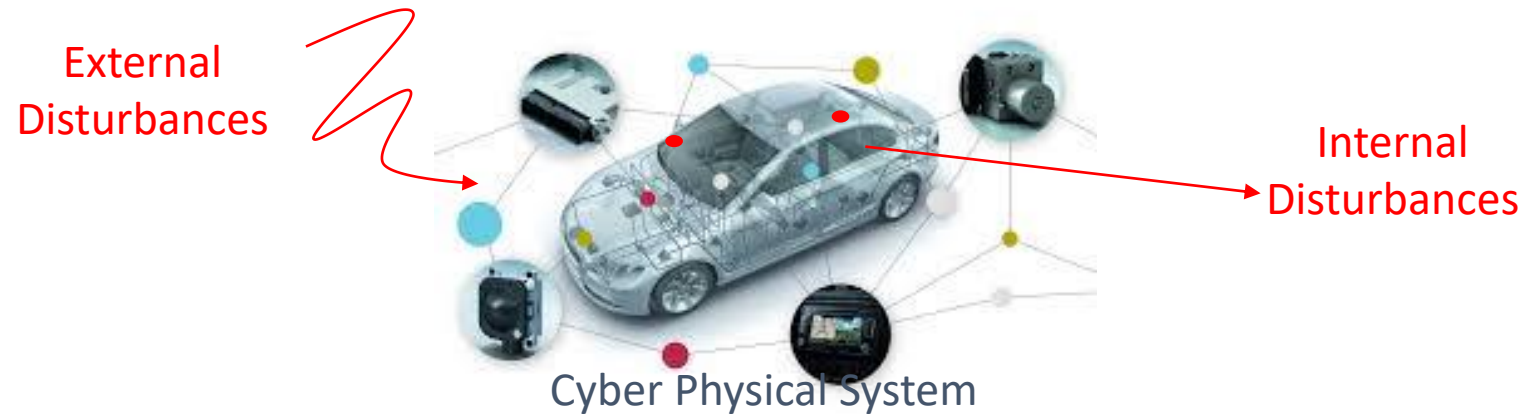 External
Disturbances
Internal
Disturbances
Cyber Physical System